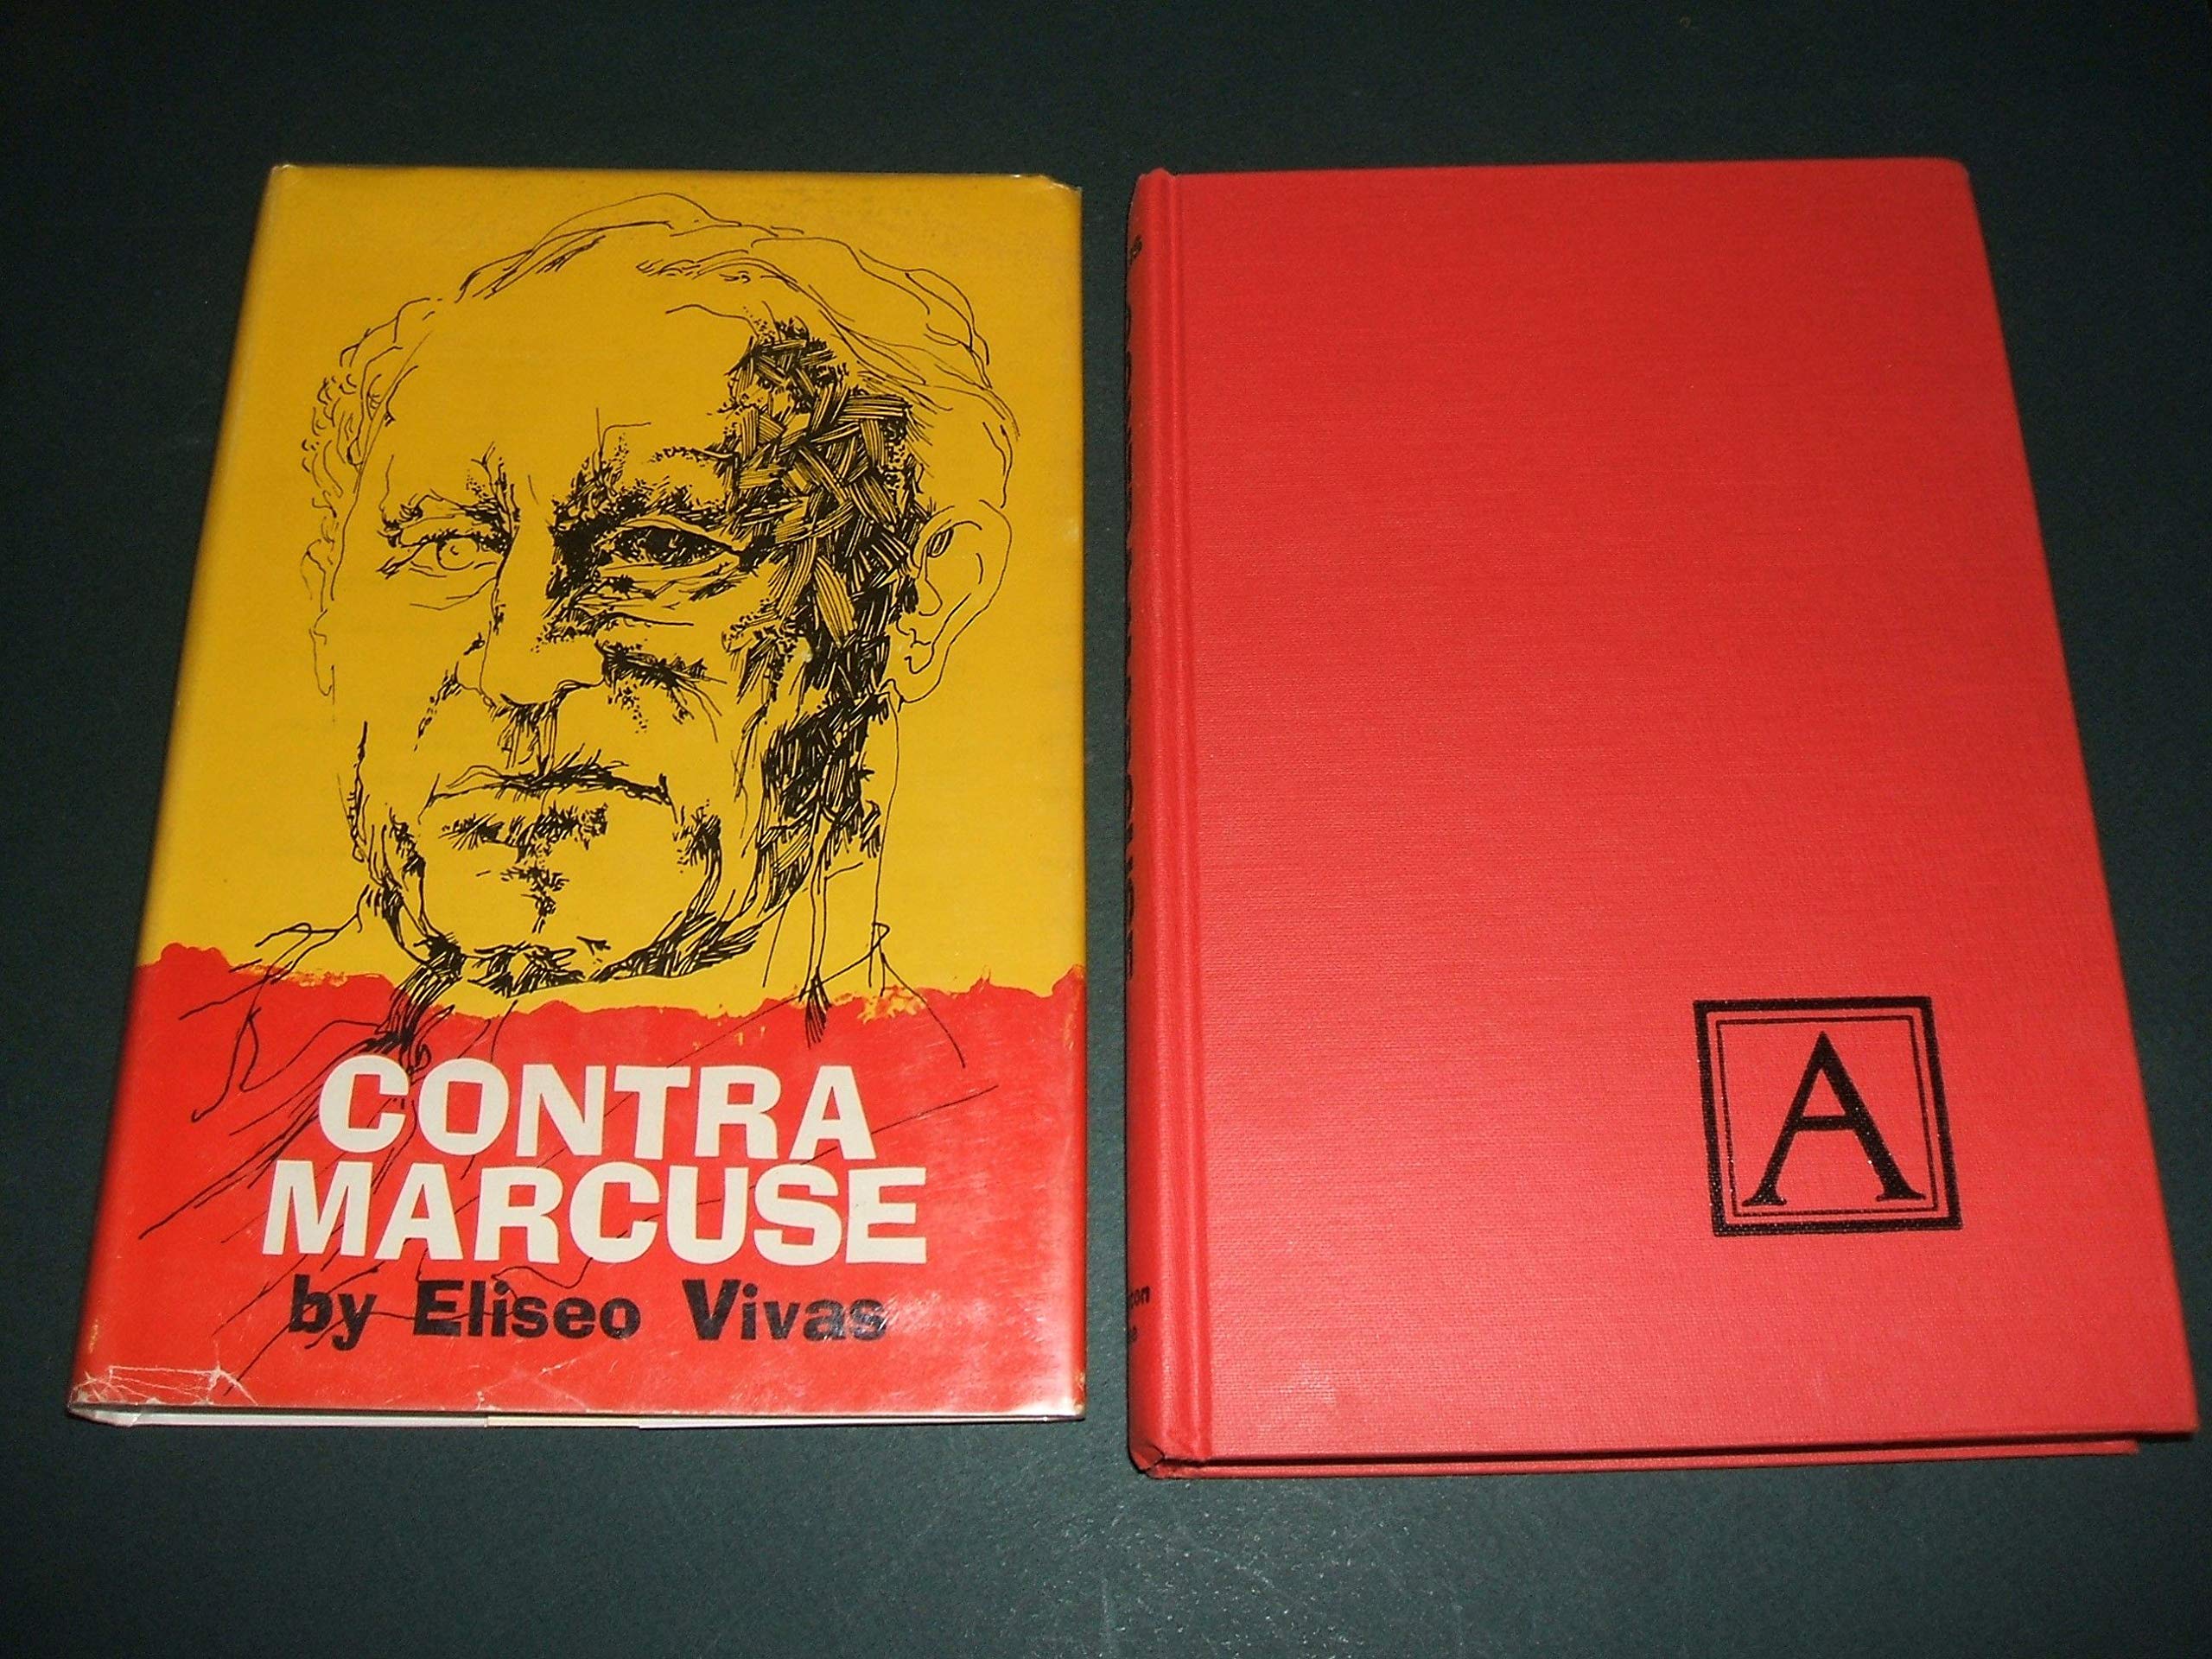 CONTRA
MARCUSE
by Eliseo Vivas
A